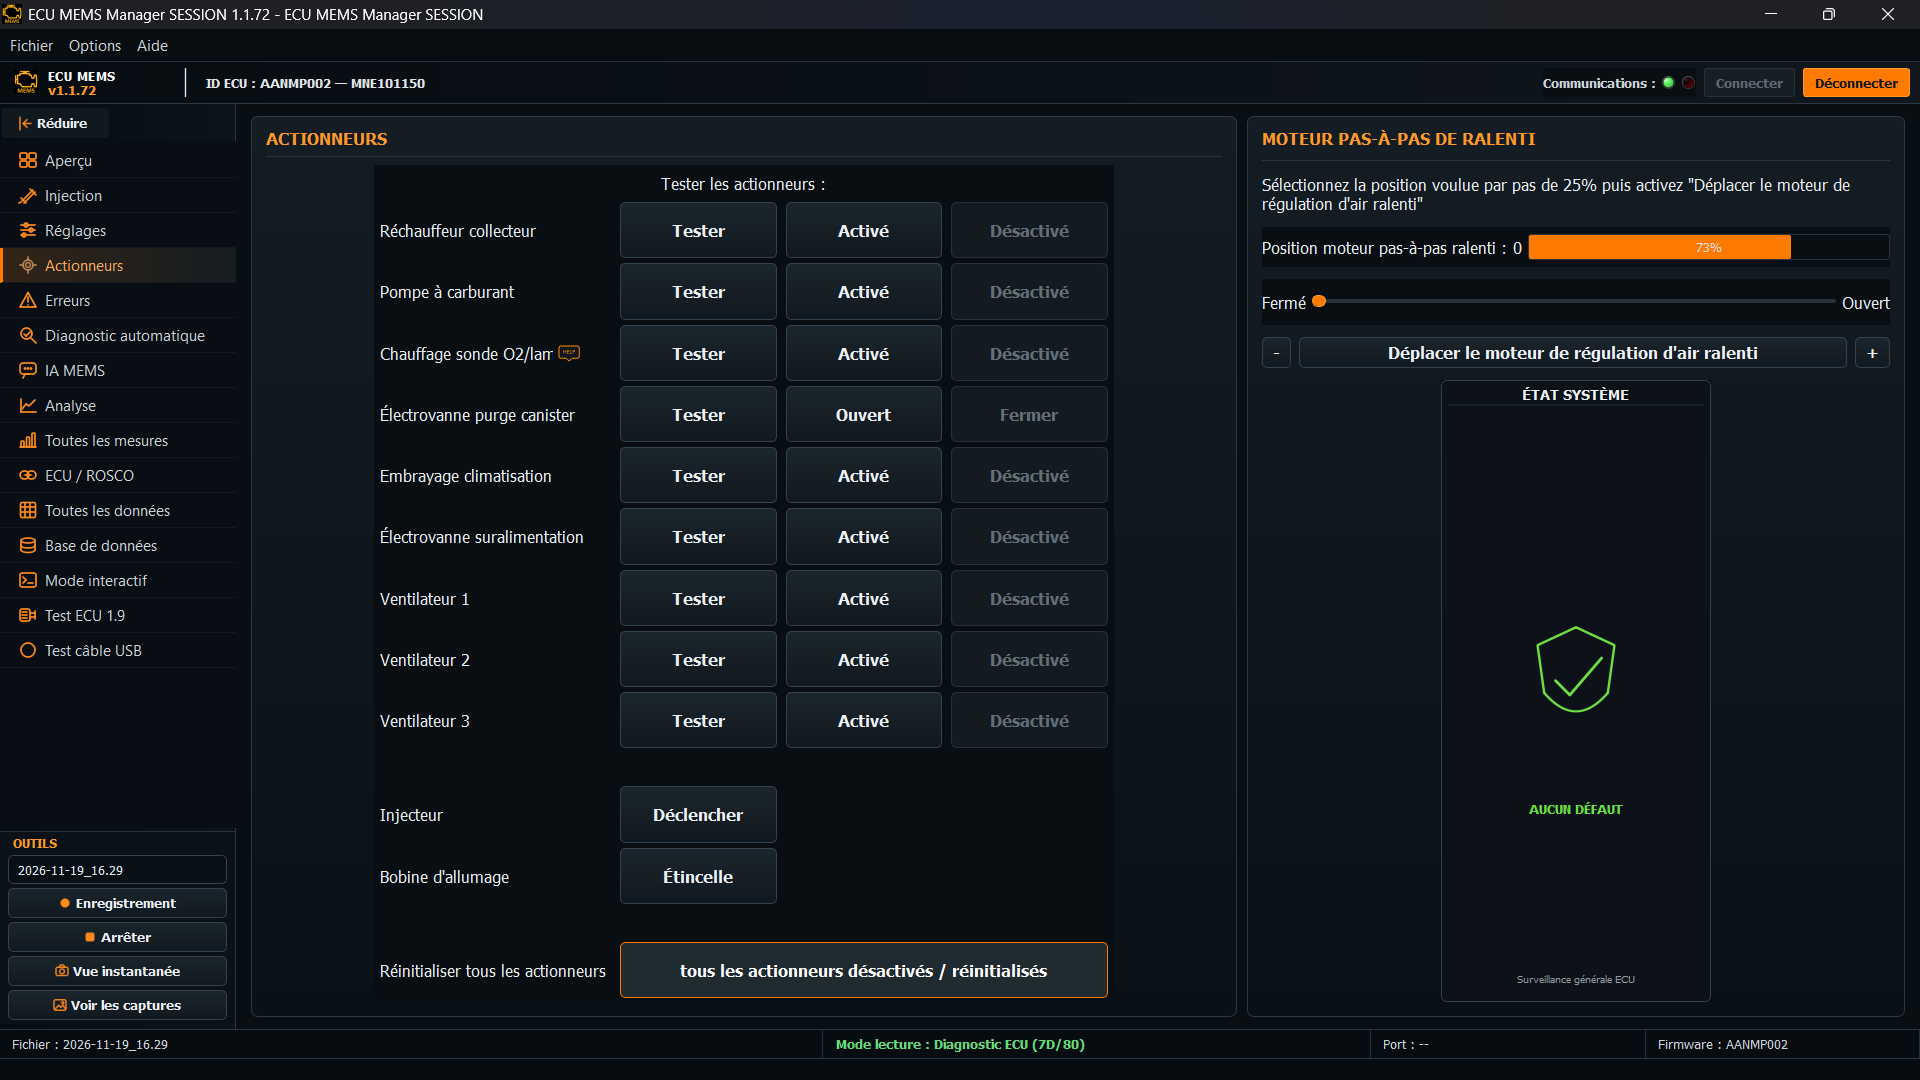 ECU MEMS Manager SESSION 1.1.72 - ECU MEMS Manager SESSION
Fichier Options Aide
ECU MEMS
v1.1.72
ID ECU : AANMP002 — MNE101150
Communications :
Connecter
Déconnecter
Réduire
Aperçu
Injection
Réglages
Actionneurs
Erreurs
Diagnostic automatique
IA MEMS
Analyse
Toutes les mesures
ECU / ROSCO
Toutes les données
Base de données
Mode interactif
Test ECU 1.9
Test câble USB
OUTILS
2026-11-19_16.29
Enregistrement
Arrêter
Vue instantanée
Voir les captures
ACTIONNEURS
Tester les actionneurs :
Réchauffeur collecteur Tester Activé Désactivé
Pompe à carburant Tester Activé Désactivé
Chauffage sonde O2/lam HELP Tester Activé Désactivé
Électrovanne purge canister Tester Ouvert Fermer
Embrayage climatisation Tester Activé Désactivé
Électrovanne suralimentation Tester Activé Désactivé
Ventilateur 1 Tester Activé Désactivé
Ventilateur 2 Tester Activé Désactivé
Ventilateur 3 Tester Activé Désactivé
Injecteur Déclencher
Bobine d'allumage Étincelle
Réinitialiser tous les actionneurs tous les actionneurs désactivés / réinitialisés
MOTEUR PAS-À-PAS DE RALENTI
Sélectionnez la position voulue par pas de 25% puis activez "Déplacer le moteur de
régulation d'air ralenti"
Position moteur pas-à-pas ralenti : 0 73%
Fermé Ouvert
- Déplacer le moteur de régulation d'air ralenti +
ÉTAT SYSTÈME
AUCUN DÉFAUT
Surveillance générale ECU
Fichier : 2026-11-19_16.29
Mode lecture : Diagnostic ECU (7D/80)
Port : --
Firmware : AANMP002